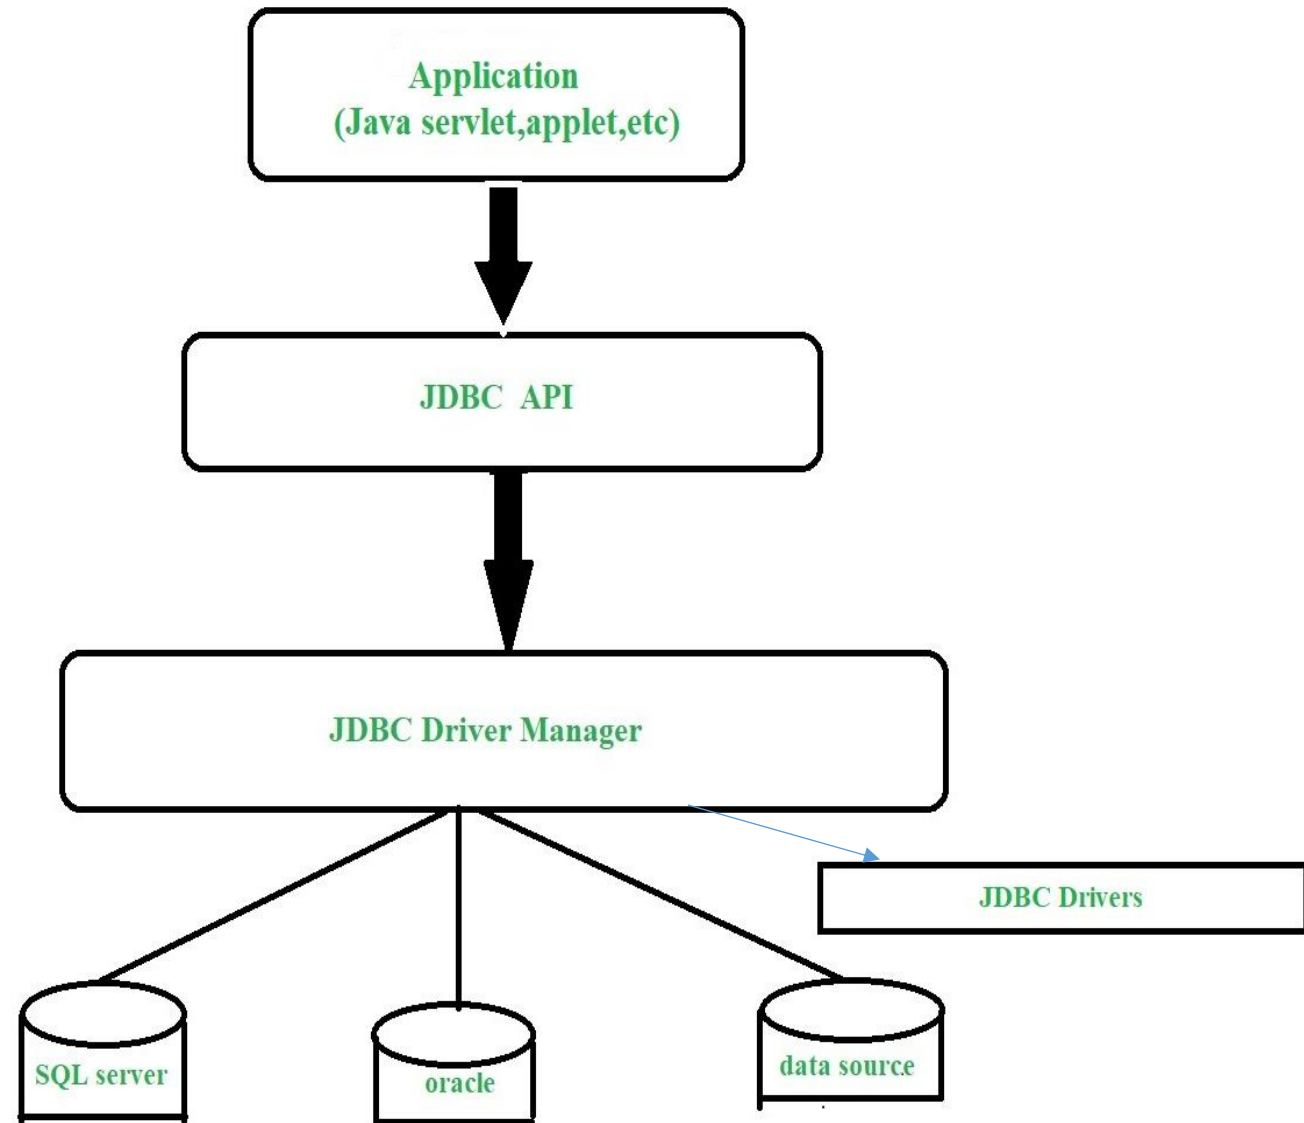 Application
(Java servlet,applet,etc)
JDBC API
JDBC Driver Manager
JDBC Drivers
SQL server
oracle
data source